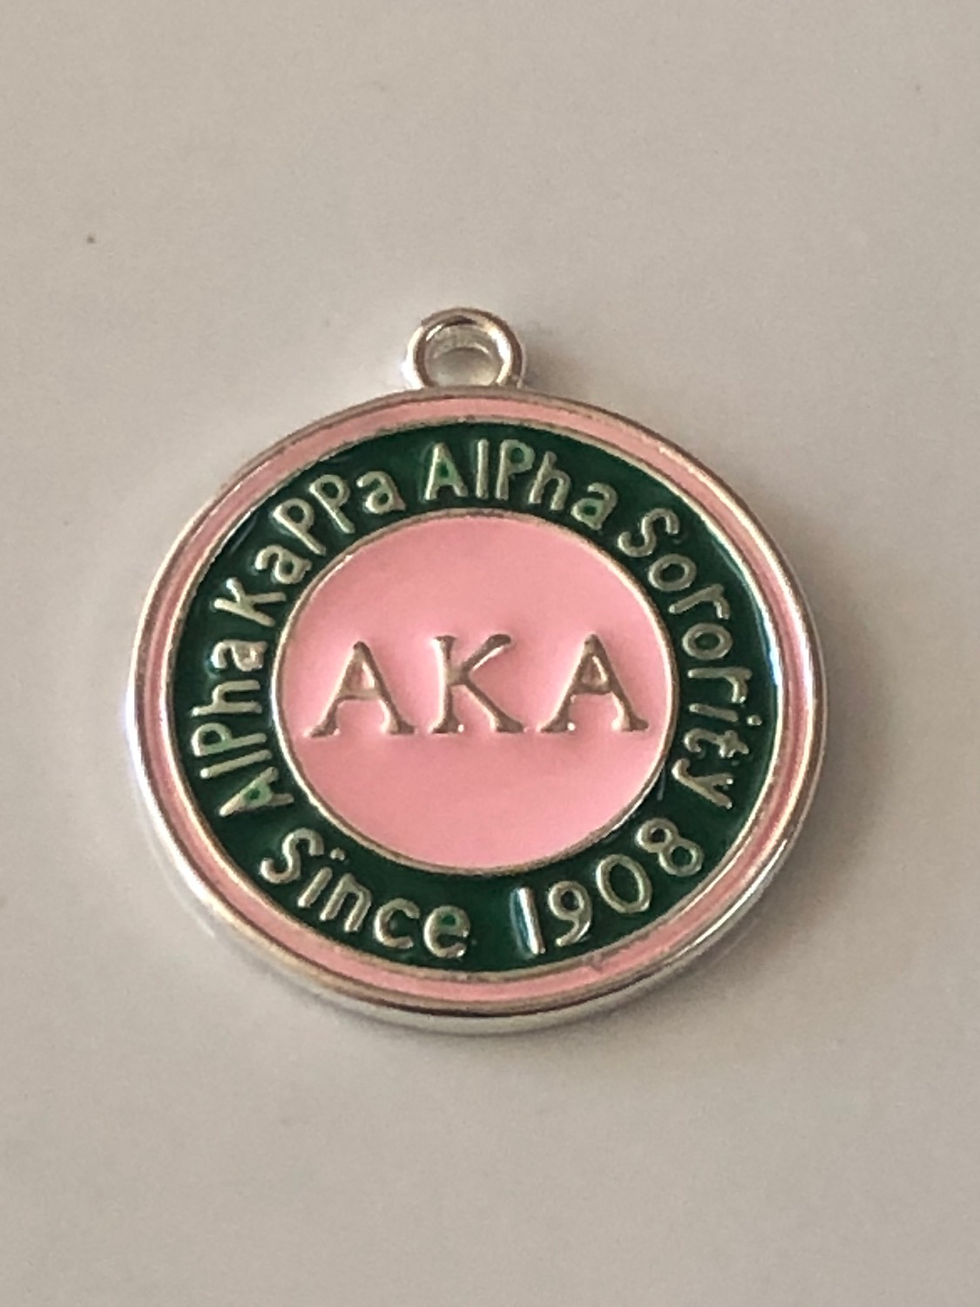 AlPha KaPPa AlPha Sorority
AKA
Since 1908